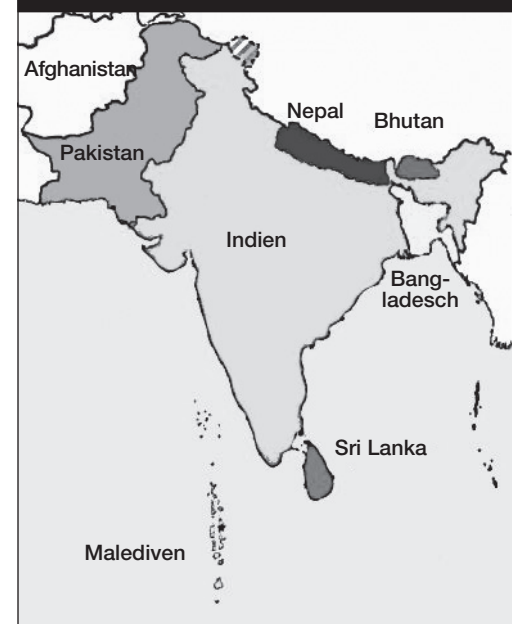 Afghanistan
Nepal
Bhutan
Pakistan
Indien
Bang-
ladesch
Sri Lanka
Malediven